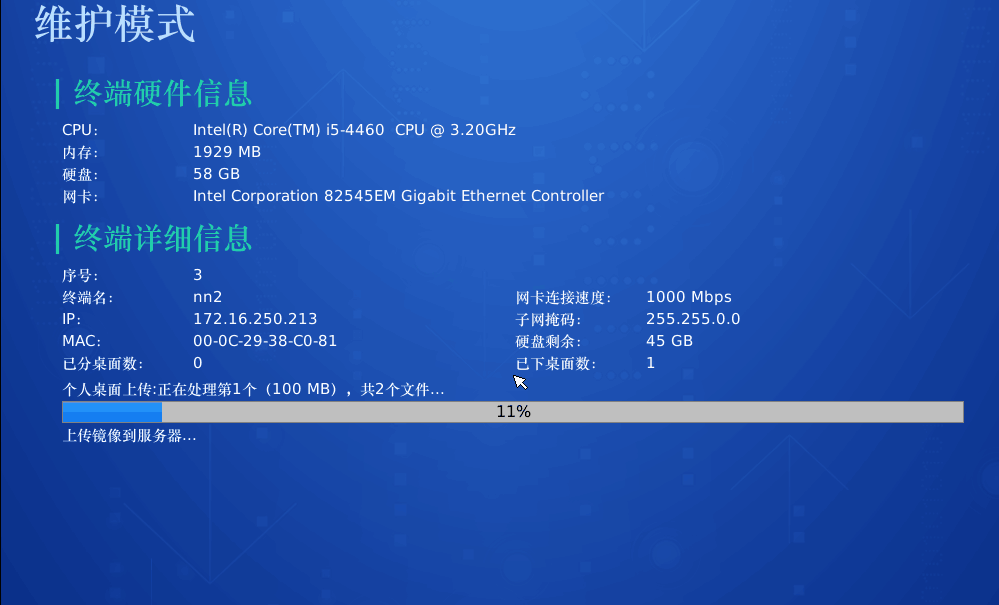 维护模式
终端硬件信息
CPU: Intel(R) Core(TM) i5-4460  CPU @ 3.20GHz
内存: 1929 MB
硬盘: 58 GB
网卡: Intel Corporation 82545EM Gigabit Ethernet Controller
终端详细信息
序号: 3
终端名: nn2 网卡连接速度: 1000 Mbps
IP: 172.16.250.213 子网掩码: 255.255.0.0
MAC: 00-0C-29-38-C0-81 硬盘剩余: 45 GB
已分桌面数: 0 已下桌面数: 1
个人桌面上传:正在处理第1个（100 MB），共2个文件...
11%
上传镜像到服务器...